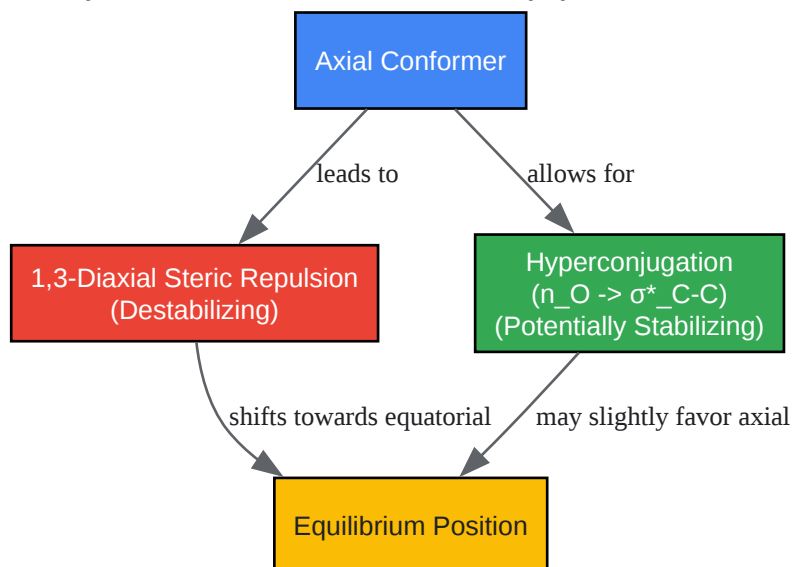 Axial Conformer
leads to
allows for
1,3-Diaxial Steric Repulsion
(Destabilizing)
Hyperconjugation
(n_O -> σ*_C-C)
(Potentially Stabilizing)
shifts towards equatorial
may slightly favor axial
Equilibrium Position